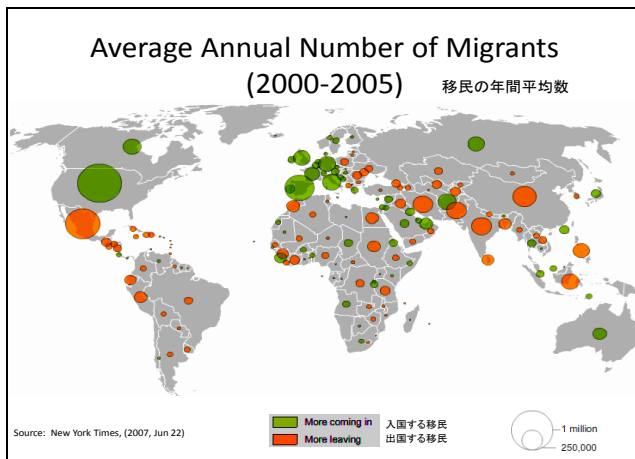 Average Annual Number of Migrants
(2000-2005) 移民の年間平均数
More coming in 入国する移民
More leaving 出国する移民
1 million
250,000
Source: New York Times, (2007, Jun 22)